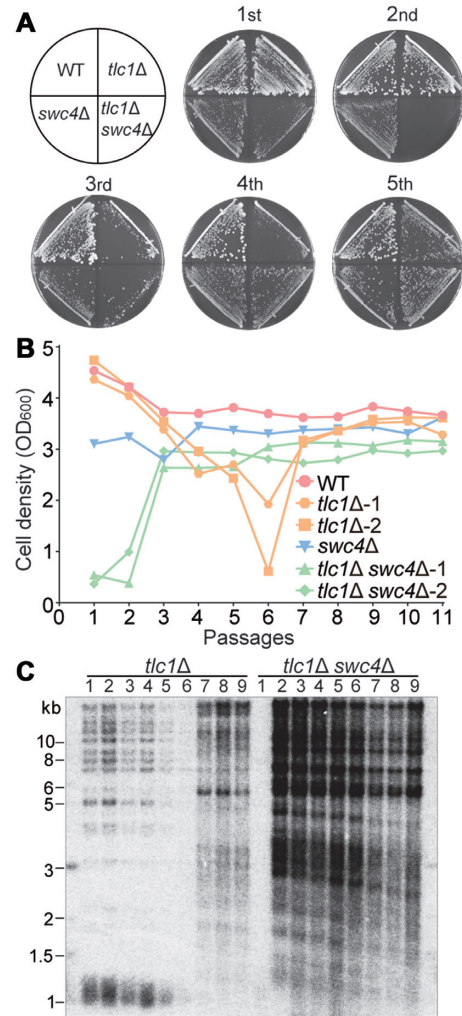 A
1st
2nd
WT
tlc1Δ
swc4Δ
tlc1Δ
swc4Δ
3rd
4th
5th
B
Cell density (OD600)
5
4
3
2
1
0
0 1 2 3 4 5 6 7 8 9 10 11
Passages
WT
tlc1Δ-1
tlc1Δ-2
swc4Δ
tlc1Δ swc4Δ-1
tlc1Δ swc4Δ-2
C
tlc1Δ
tlc1Δ swc4Δ
1 2 3 4 5 6 7 8 9 1 2 3 4 5 6 7 8 9
kb
10
8
6
5
3
2
1.5
1